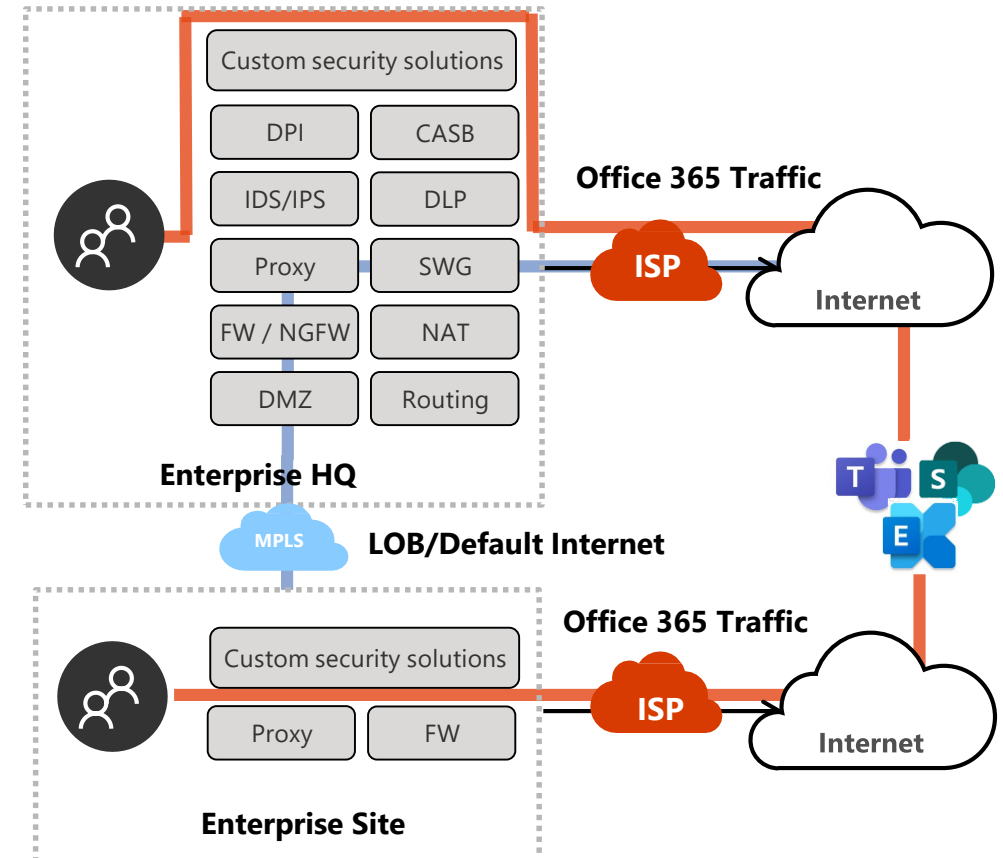 Custom security solutions
DPI
CASB
IDS/IPS
DLP
Proxy
SWG
FW / NGFW
NAT
DMZ
Routing
Enterprise HQ
Office 365 Traffic
ISP
Internet
T
S
E
MPLS
LOB/Default Internet
Custom security solutions
Proxy
FW
Enterprise Site
Office 365 Traffic
ISP
Internet